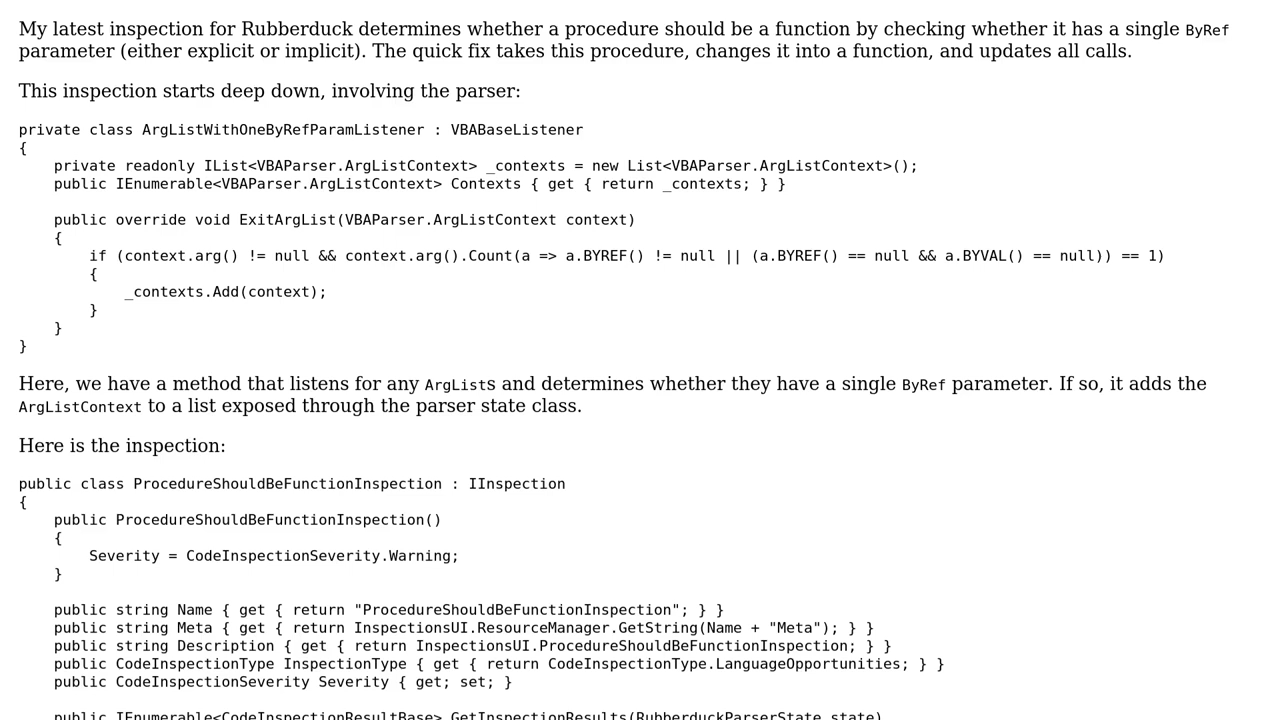 My latest inspection for Rubberduck determines whether a procedure should be a function by checking whether it has a single ByRef
parameter (either explicit or implicit). The quick fix takes this procedure, changes it into a function, and updates all calls.
This inspection starts deep down, involving the parser:
private class ArgListWithOneByRefParamListener : VBABaseListener
{
    private readonly IList<VBAParser.ArgListContext> _contexts = new List<VBAParser.ArgListContext>();
    public IEnumerable<VBAParser.ArgListContext> Contexts { get { return _contexts; } }

    public override void ExitArgList(VBAParser.ArgListContext context)
    {
        if (context.arg() != null && context.arg().Count(a => a.BYREF() != null || (a.BYREF() == null && a.BYVAL() == null)) == 1)
        {
            _contexts.Add(context);
        }
    }
}
Here, we have a method that listens for any ArgLists and determines whether they have a single ByRef parameter. If so, it adds the
ArgListContext to a list exposed through the parser state class.
Here is the inspection:
public class ProcedureShouldBeFunctionInspection : IInspection
{
    public ProcedureShouldBeFunctionInspection()
    {
        Severity = CodeInspectionSeverity.Warning;
    }

    public string Name { get { return "ProcedureShouldBeFunctionInspection"; } }
    public string Meta { get { return InspectionsUI.ResourceManager.GetString(Name + "Meta"); } }
    public string Description { get { return InspectionsUI.ProcedureShouldBeFunctionInspection; } }
    public CodeInspectionType InspectionType { get { return CodeInspectionType.LanguageOpportunities; } }
    public CodeInspectionSeverity Severity { get; set; }

    public IEnumerable<CodeInspectionResultBase> GetInspectionResults(RubberduckParserState state)